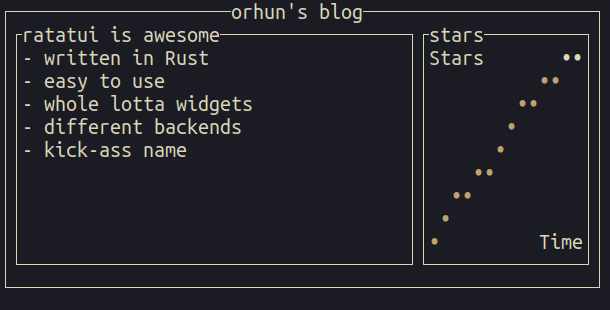 orhun's blog
ratatui is awesome
- written in Rust
- easy to use
- whole lotta widgets
- different backends
- kick-ass name
stars
Stars
Time